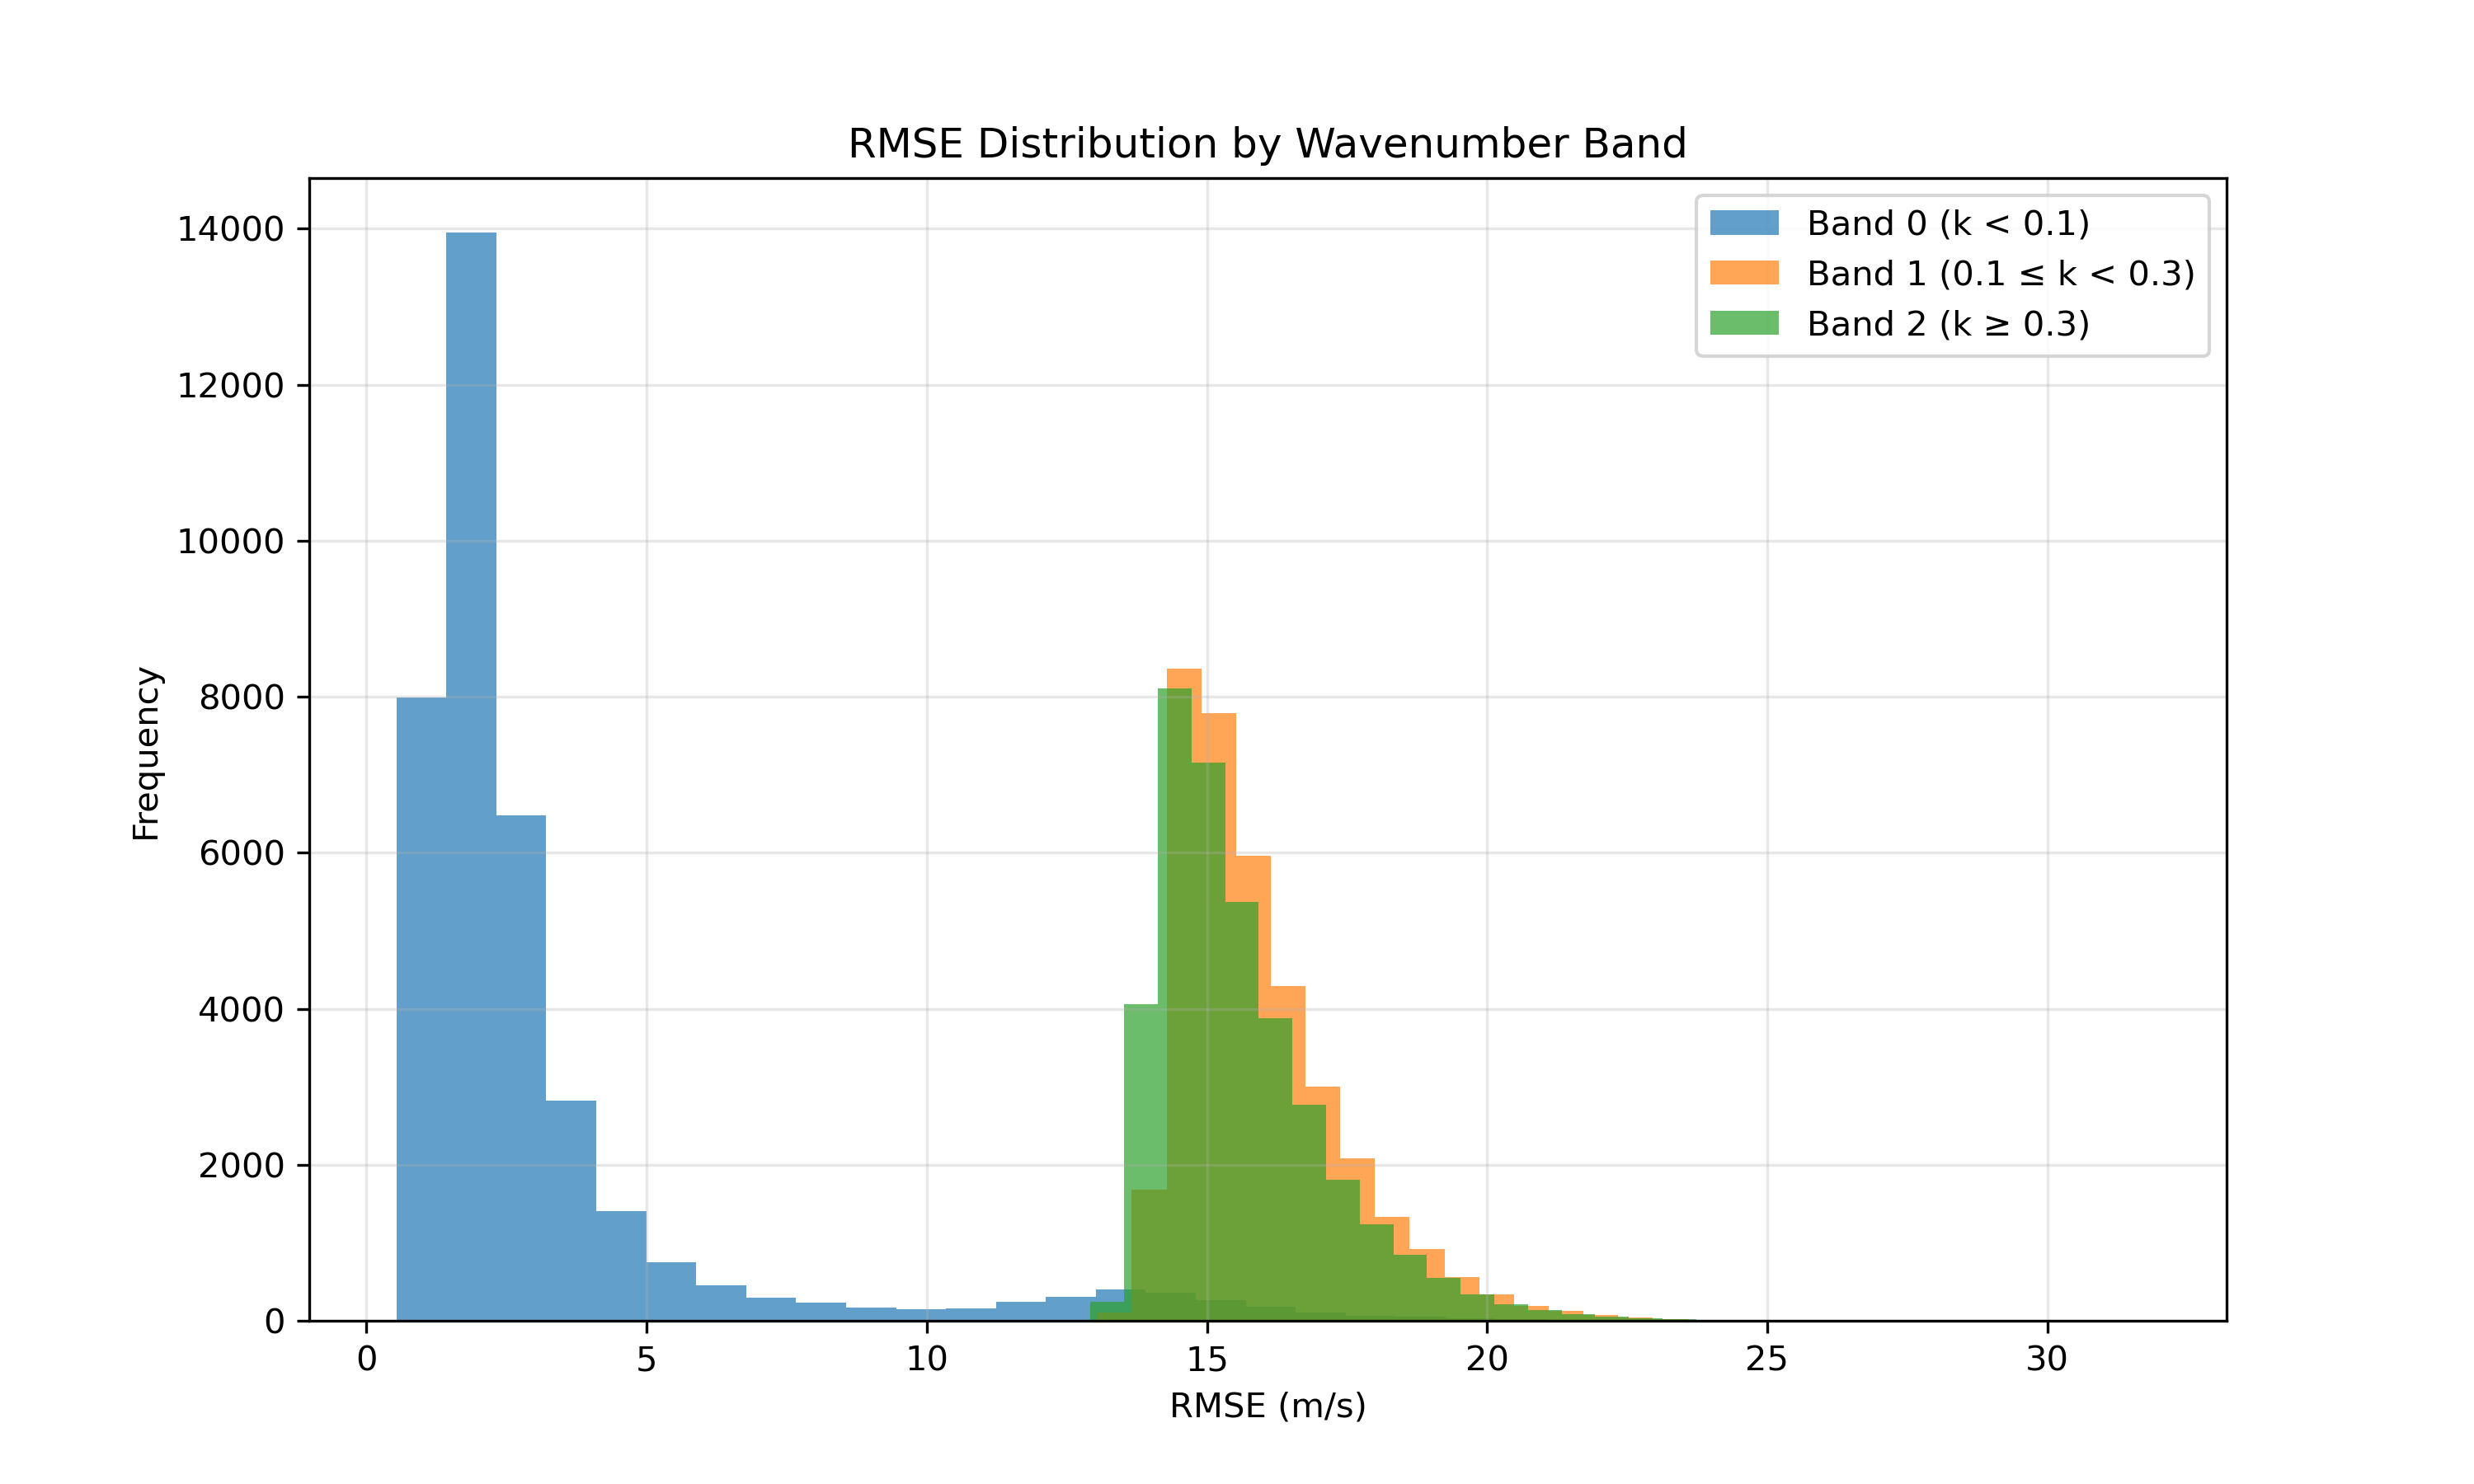 RMSE Distribution by Wavenumber Band
Band 0 (k < 0.1)
Band 1 (0.1 ≤ k < 0.3)
Band 2 (k ≥ 0.3)
Frequency
14000
12000
10000
8000
6000
4000
2000
0
0 5 10 15 20 25 30
RMSE (m/s)